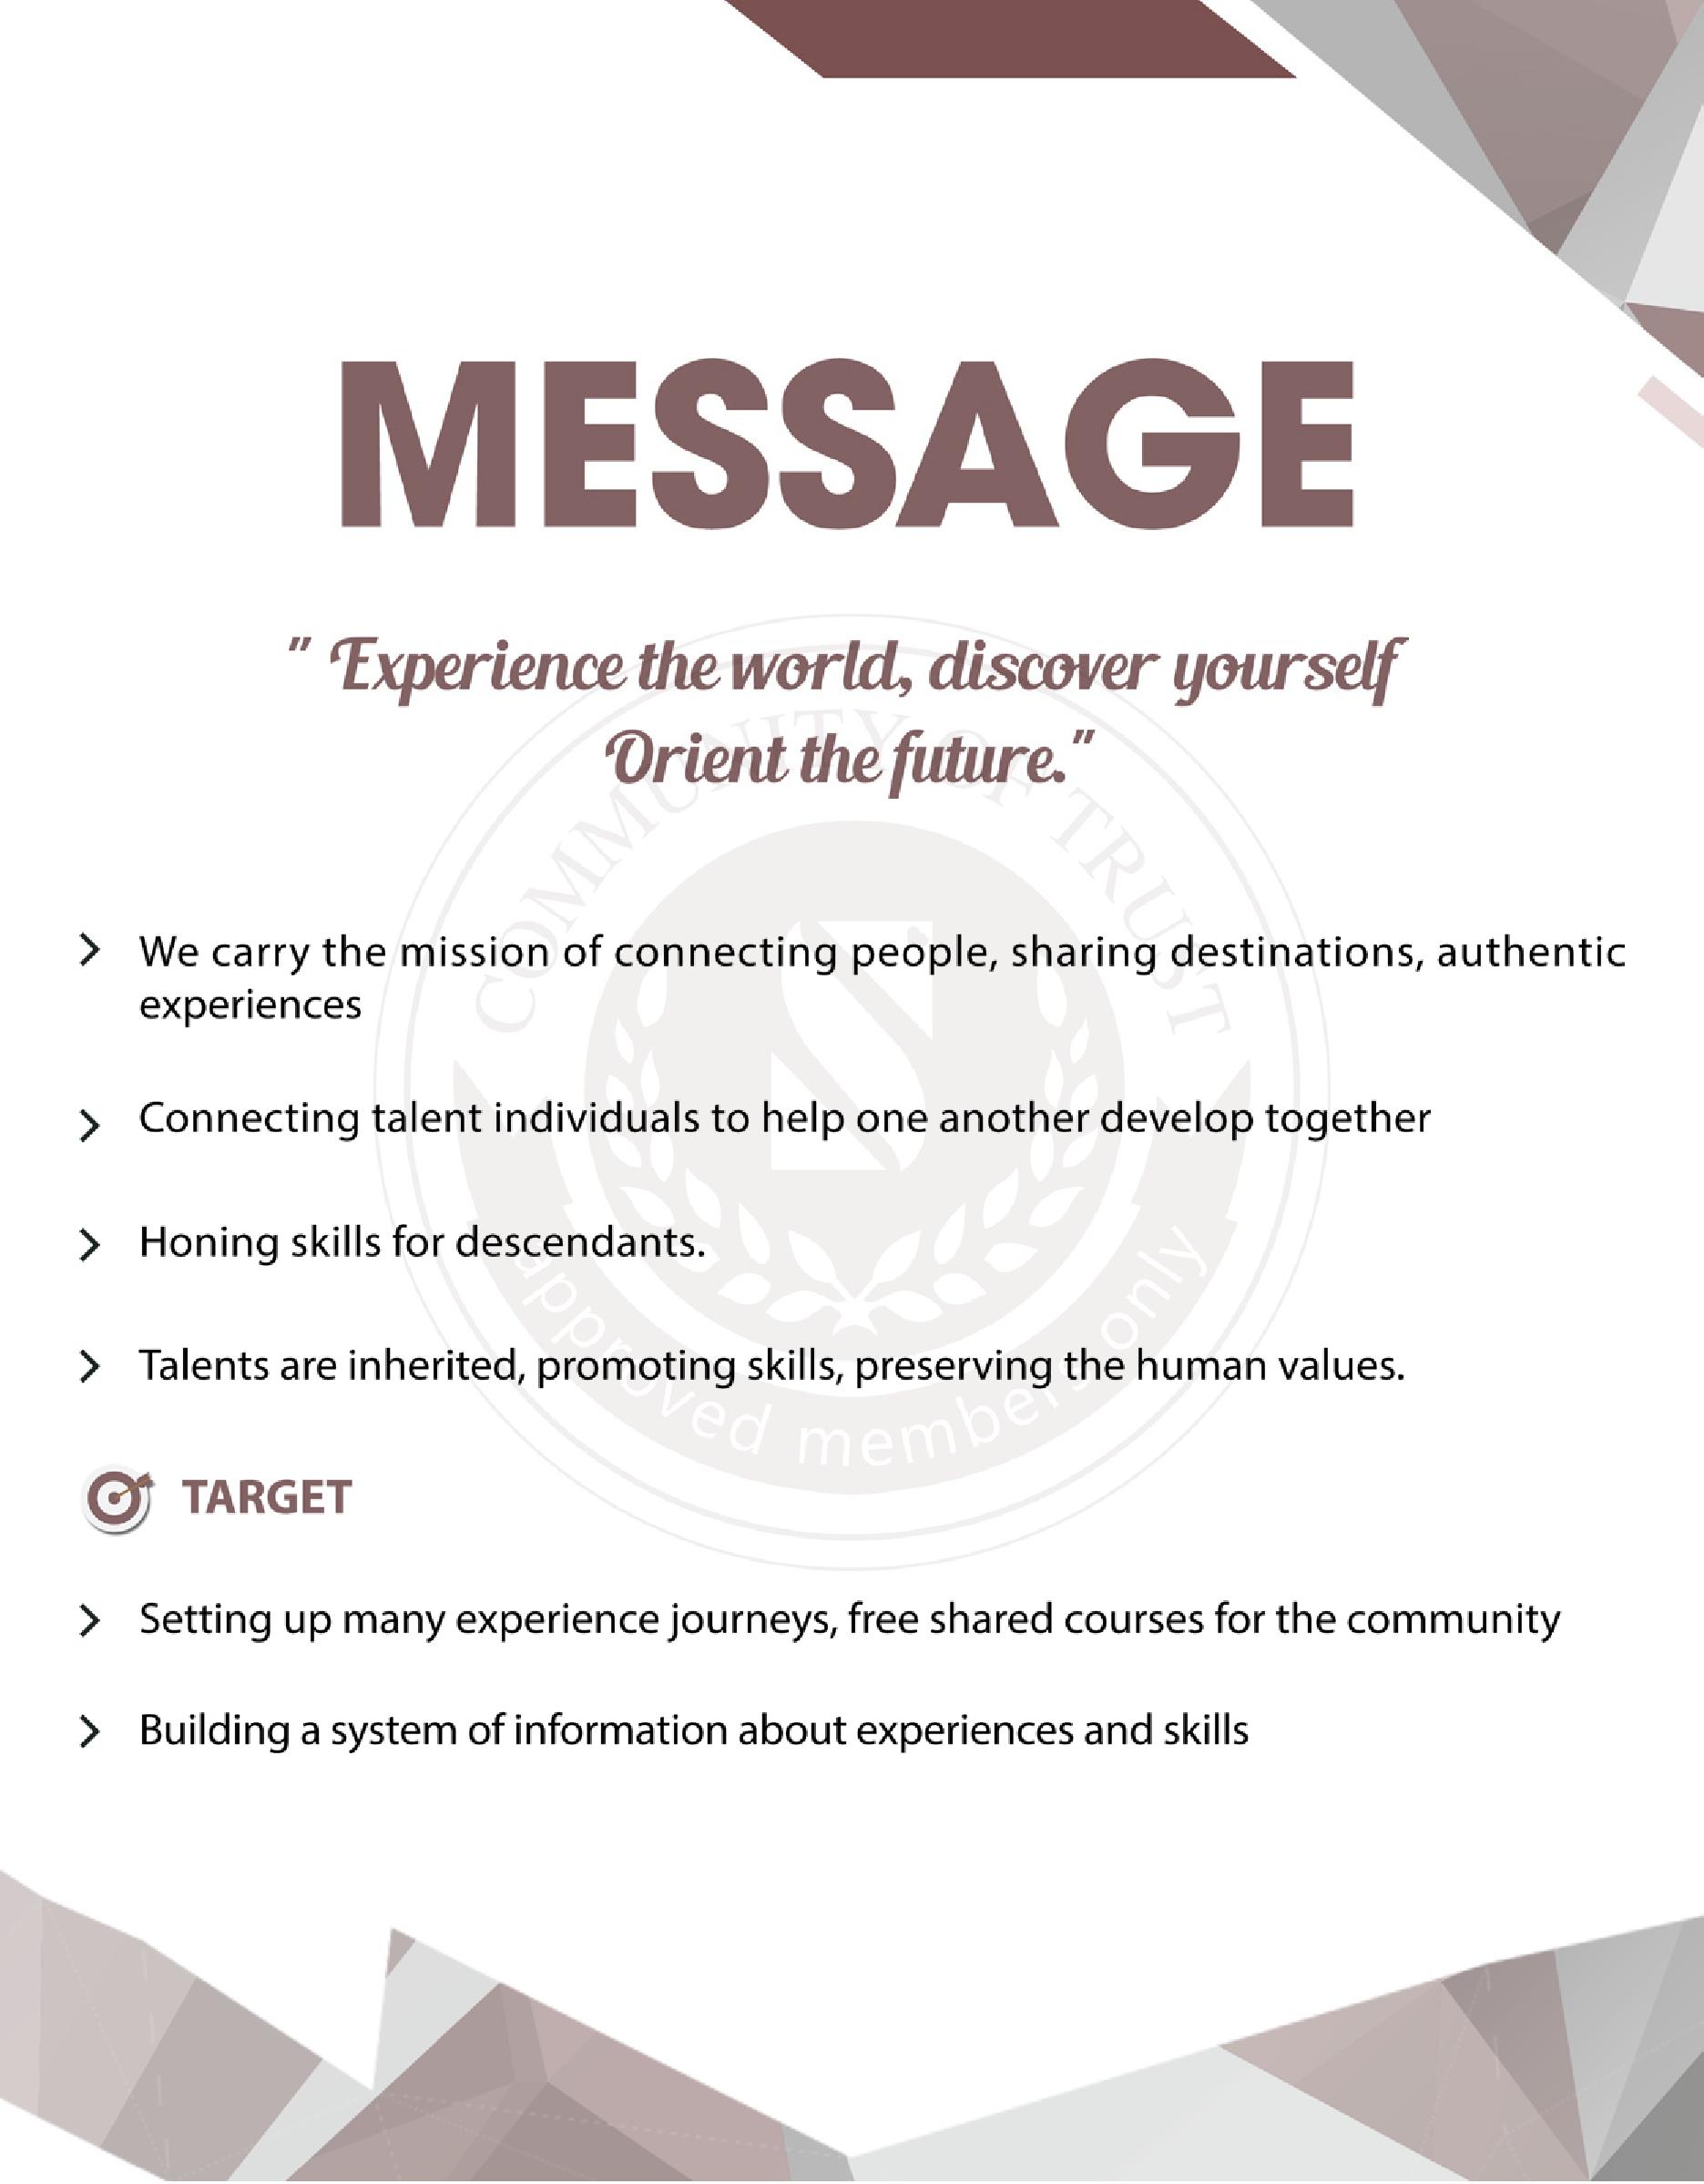 MESSAGE
" Experience the world, discover yourself
Orient the future."
COMMUNITY OF TRUST
We carry the mission of connecting people, sharing destinations, authentic
experiences
S
Connecting talent individuals to help one another develop together
Honing skills for descendants.
Talents are inherited, promoting skills, preserving the human values.
approved members only
TARGET
Setting up many experience journeys, free shared courses for the community
Building a system of information about experiences and skills